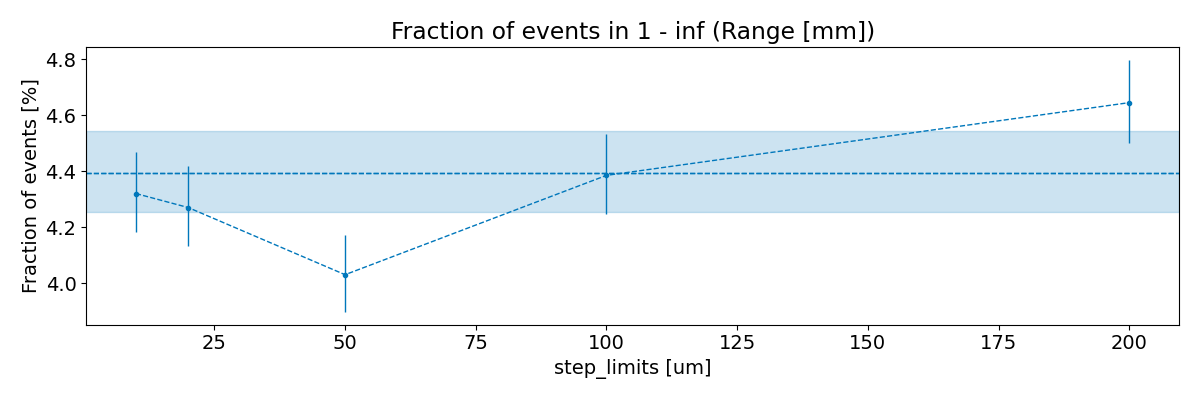 Fraction of events in 1 - inf (Range [mm])
Fraction of events [%]
4.8
4.6
4.4
4.2
4.0
25 50 75 100 125 150 175 200
step_limits [um]